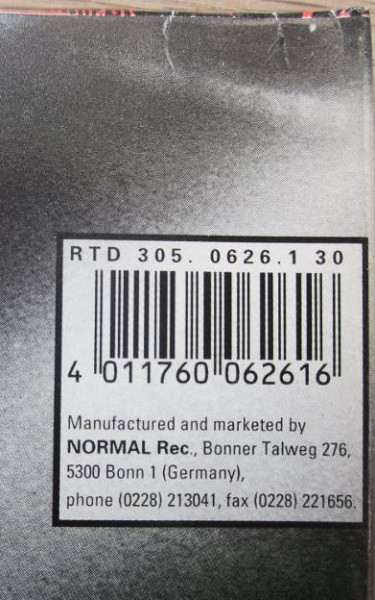 RTD 305. 0626.1 30
4 011760 062616
Manufactured and marketed by
NORMAL Rec., Bonner Talweg 276,
5300 Bonn 1 (Germany),
phone (0228) 213041, fax (0228) 221656.